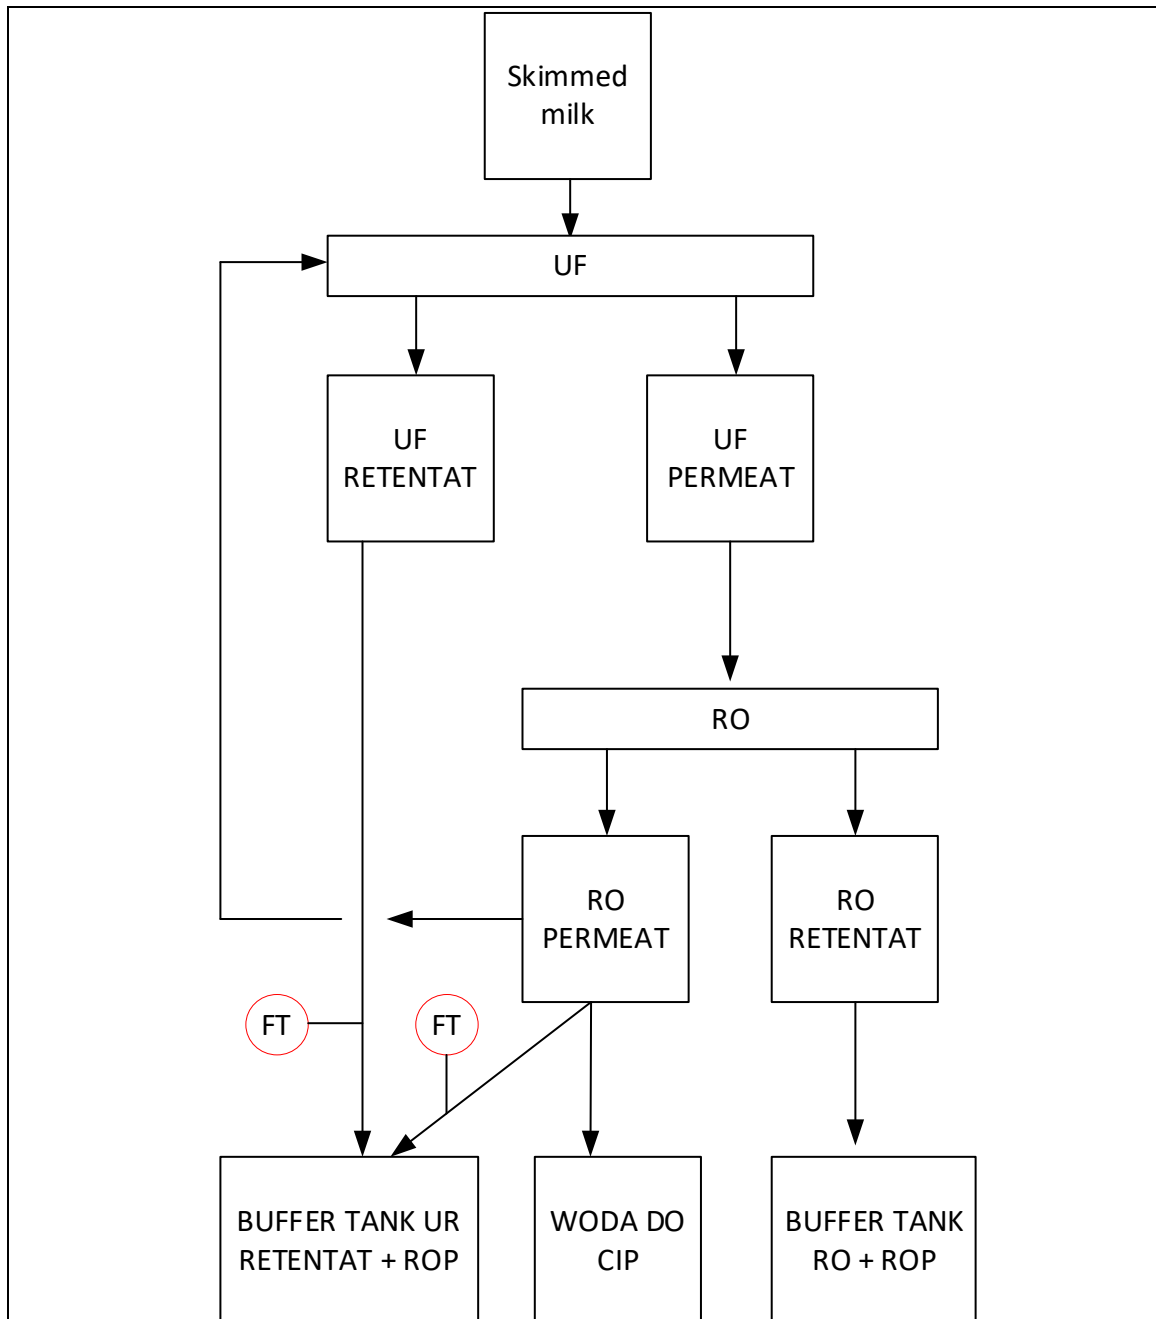 Skimmed
milk
UF
UF
RETENTAT
UF
PERMEAT
RO
RO
PERMEAT
RO
RETENTAT
FT
FT
BUFFER TANK UR
RETENTAT + ROP
WODA DO
CIP
BUFFER TANK
RO + ROP